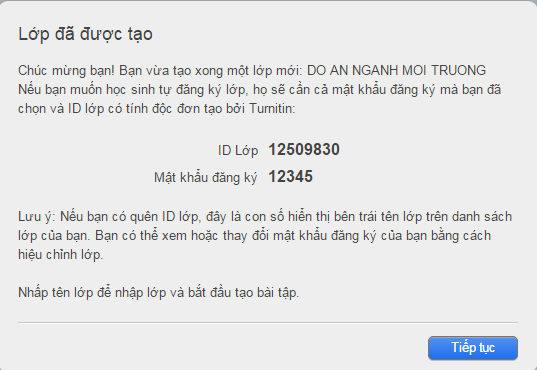 Lớp đã được tạo
Chúc mừng bạn! Bạn vừa tạo xong một lớp mới: DO AN NGANH MOI TRUONG
Nếu bạn muốn học sinh tự đăng ký lớp, họ sẽ cần cả mật khẩu đăng ký mà bạn đã
chọn và ID lớp có tính độc đơn tạo bởi Turnitin:
ID Lớp 12509830
Mật khẩu đăng ký 12345
Lưu ý: Nếu bạn có quên ID lớp, đây là con số hiển thị bên trái tên lớp trên danh sách
lớp của bạn. Bạn có thể xem hoặc thay đổi mật khẩu đăng ký của bạn bằng cách
hiệu chỉnh lớp.
Nhấp tên lớp để nhập lớp và bắt đầu tạo bài tập.
Tiếp tục